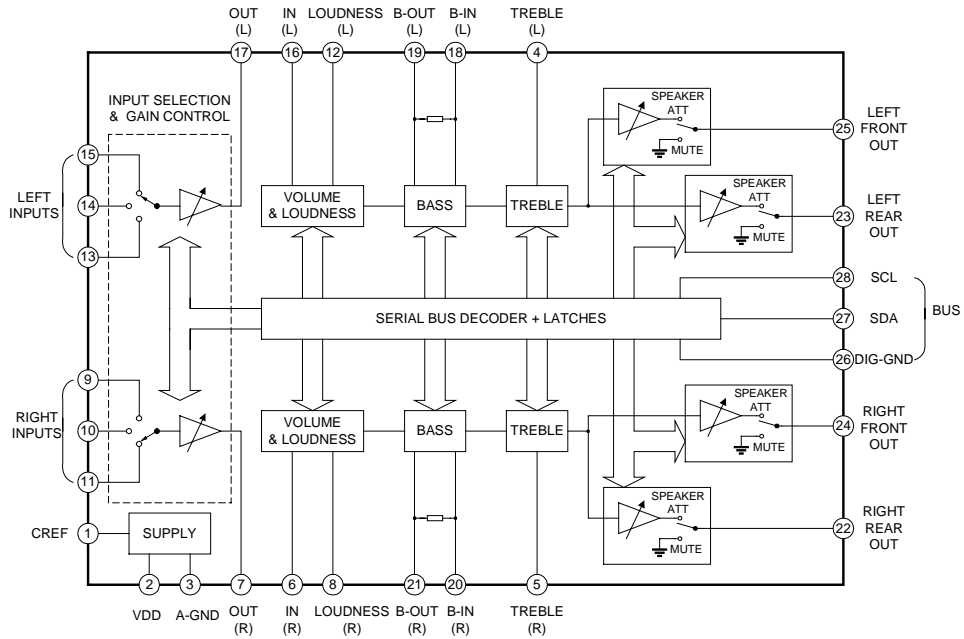 OUT IN LOUDNESS B-OUT B-IN TREBLE
(L) (L) (L) (L) (L) (L)
17 16 12 19 18 4
INPUT SELECTION
& GAIN CONTROL
SPEAKER
ATT
MUTE
25
LEFT
FRONT
OUT
15
LEFT
INPUTS
14
13
VOLUME
& LOUDNESS
BASS
TREBLE
SPEAKER
ATT
MUTE
23
LEFT
REAR
OUT
SERIAL BUS DECODER + LATCHES
28 SCL
27 SDA
26 DIG-GND
BUS
9
RIGHT
INPUTS
10
11
VOLUME
& LOUDNESS
BASS
TREBLE
SPEAKER
ATT
MUTE
24
RIGHT
FRONT
OUT
SPEAKER
ATT
MUTE
22
RIGHT
REAR
OUT
CREF 1 SUPPLY
2 3 7 6 8 21 20 5
VDD A-GND OUT IN LOUDNESS B-OUT B-IN TREBLE
(R) (R) (R) (R) (R) (R)